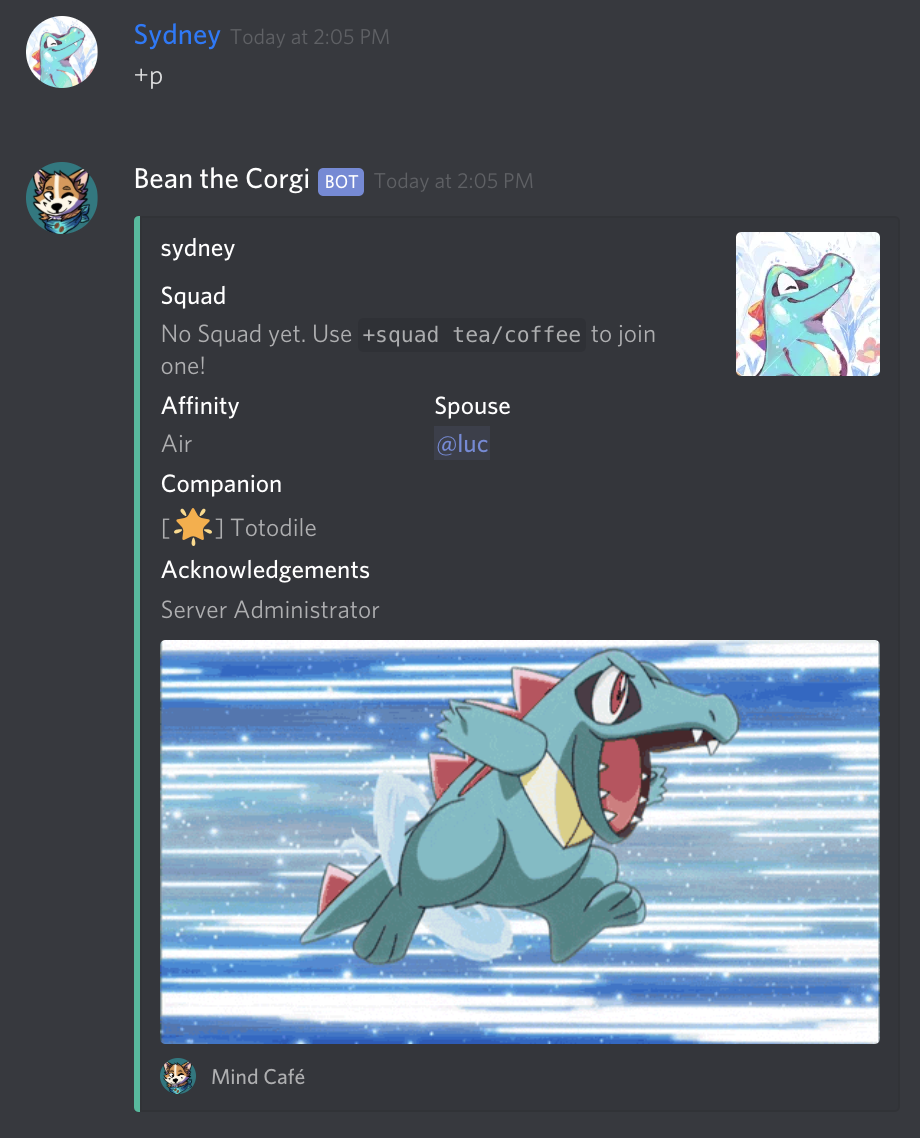 Sydney Today at 2:05 PM
+p
Bean the Corgi BOT Today at 2:05 PM
sydney
Squad
No Squad yet. Use +squad tea/coffee to join
one!
Affinity Spouse
Air @luc
Companion
[🌟] Totodile
Acknowledgements
Server Administrator
Mind Café